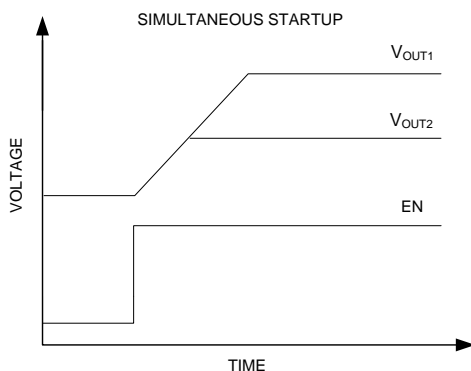 SIMULTANEOUS STARTUP
VOUT1
VOUT2
VOLTAGE
EN
TIME